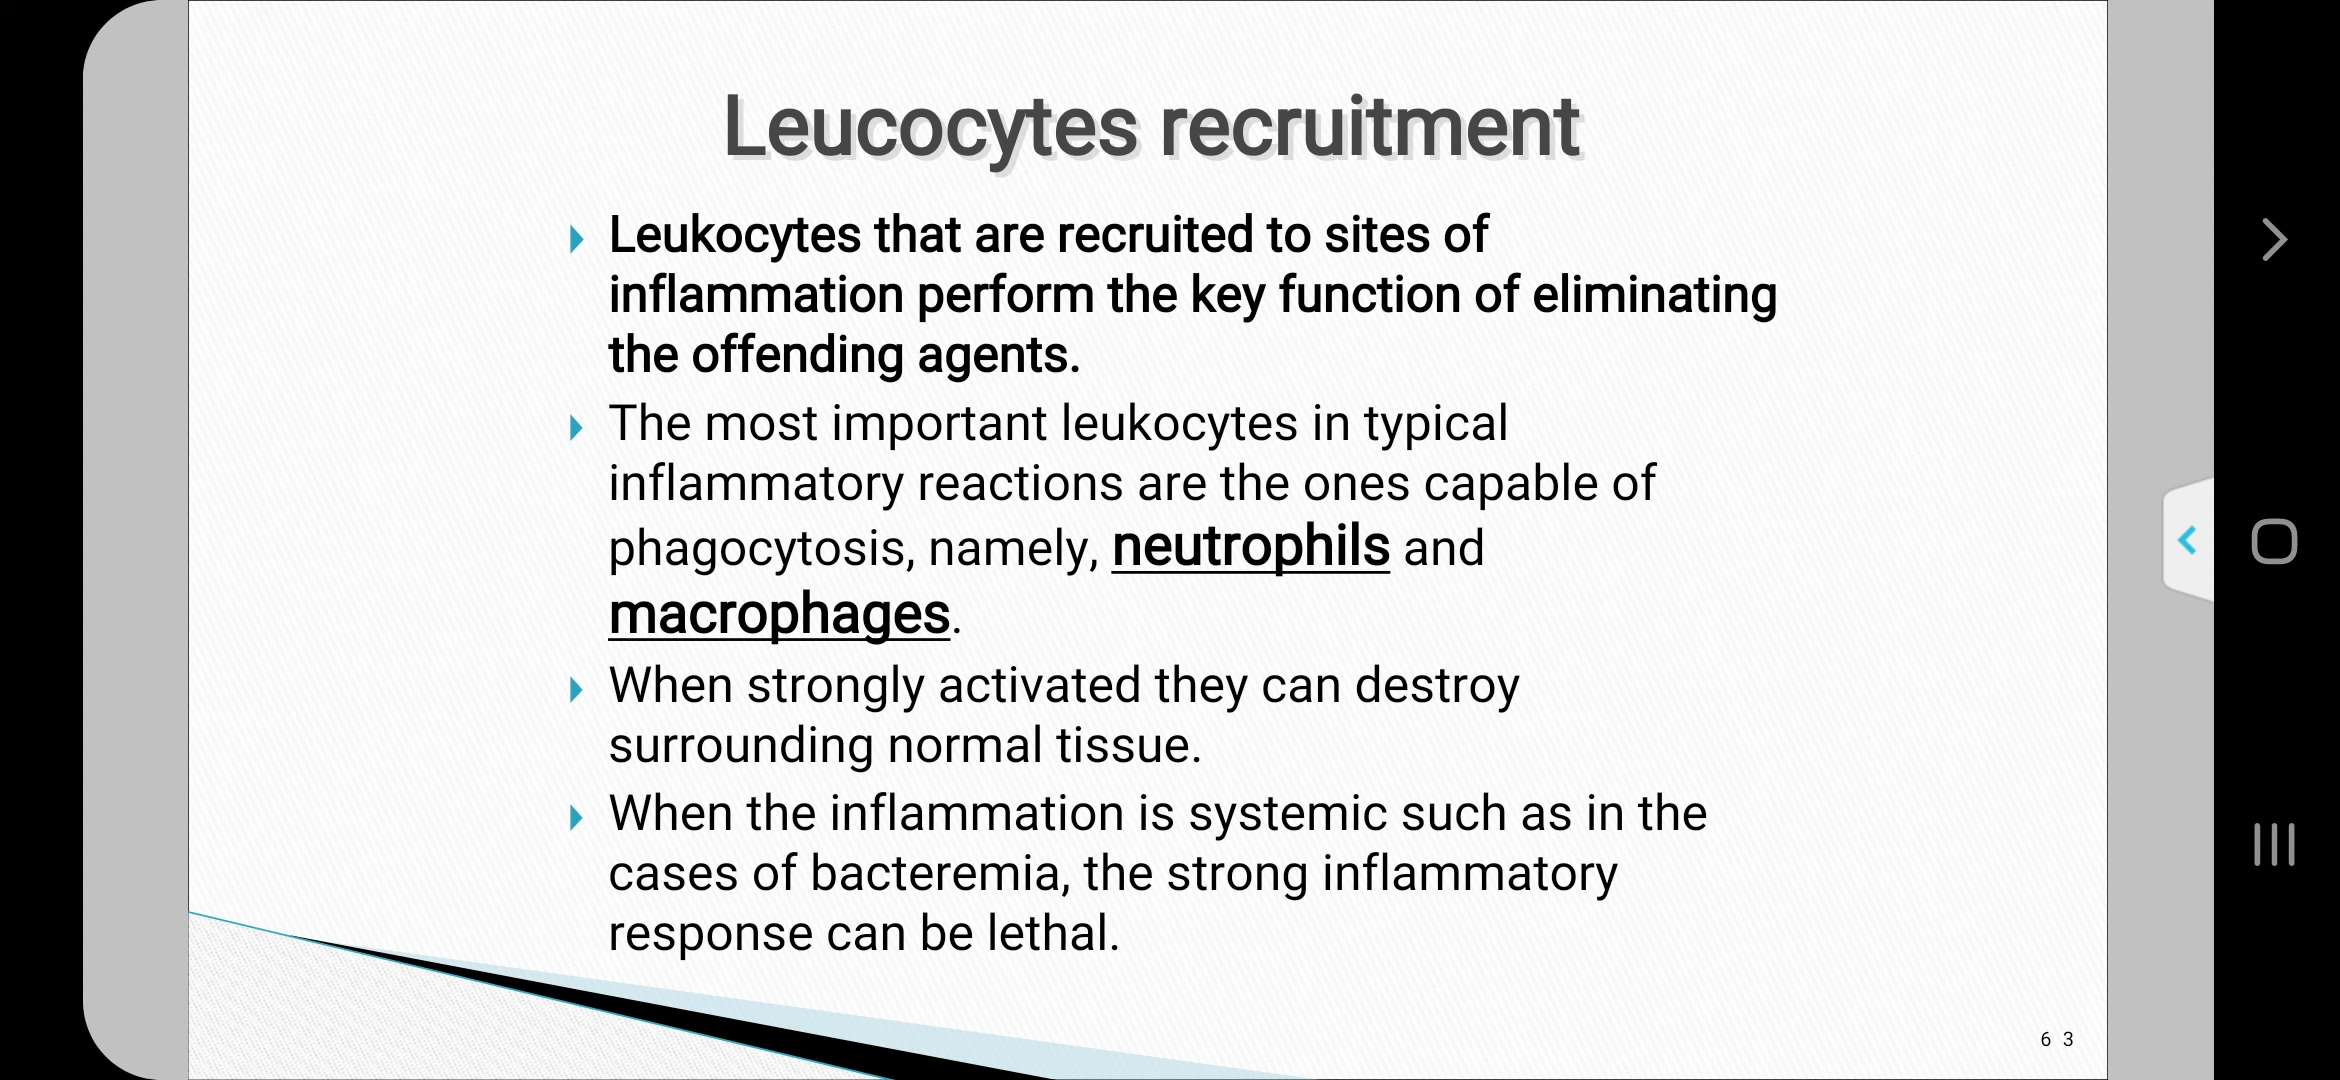 Leucocytes recruitment
Leukocytes that are recruited to sites of
inflammation perform the key function of eliminating
the offending agents.
The most important leukocytes in typical
inflammatory reactions are the ones capable of
phagocytosis, namely, neutrophils and
macrophages.
When strongly activated they can destroy
surrounding normal tissue.
When the inflammation is systemic such as in the
cases of bacteremia, the strong inflammatory
response can be lethal.
6 3